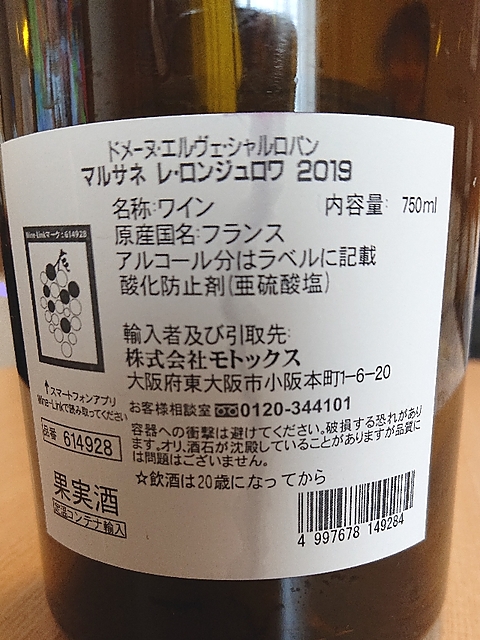 ドメーヌ・エルヴェ・シャルロパン
マルサネ レ・ロンジュロワ 2019
名称:ワイン 内容量: 750ml
原産国名:フランス
アルコール分はラベルに記載
酸化防止剤(亜硫酸塩)
Wine-Linkマーク:614928
輸入者及び引取先:
株式会社モトックス
大阪府東大阪市小阪本町1-6-20
↑スマートフォンアプリ
Wine-Linkで読み取ってください
お客様相談室 0120-344101
容器への衝撃は避けてください。破損する恐れがあり
ます。オリ、酒石が沈殿していることがありますが品質に
は問題はございません。
品番 614928
☆飲酒は20歳になってから
果実酒
定温コンテナ輸入
4 997678 149284